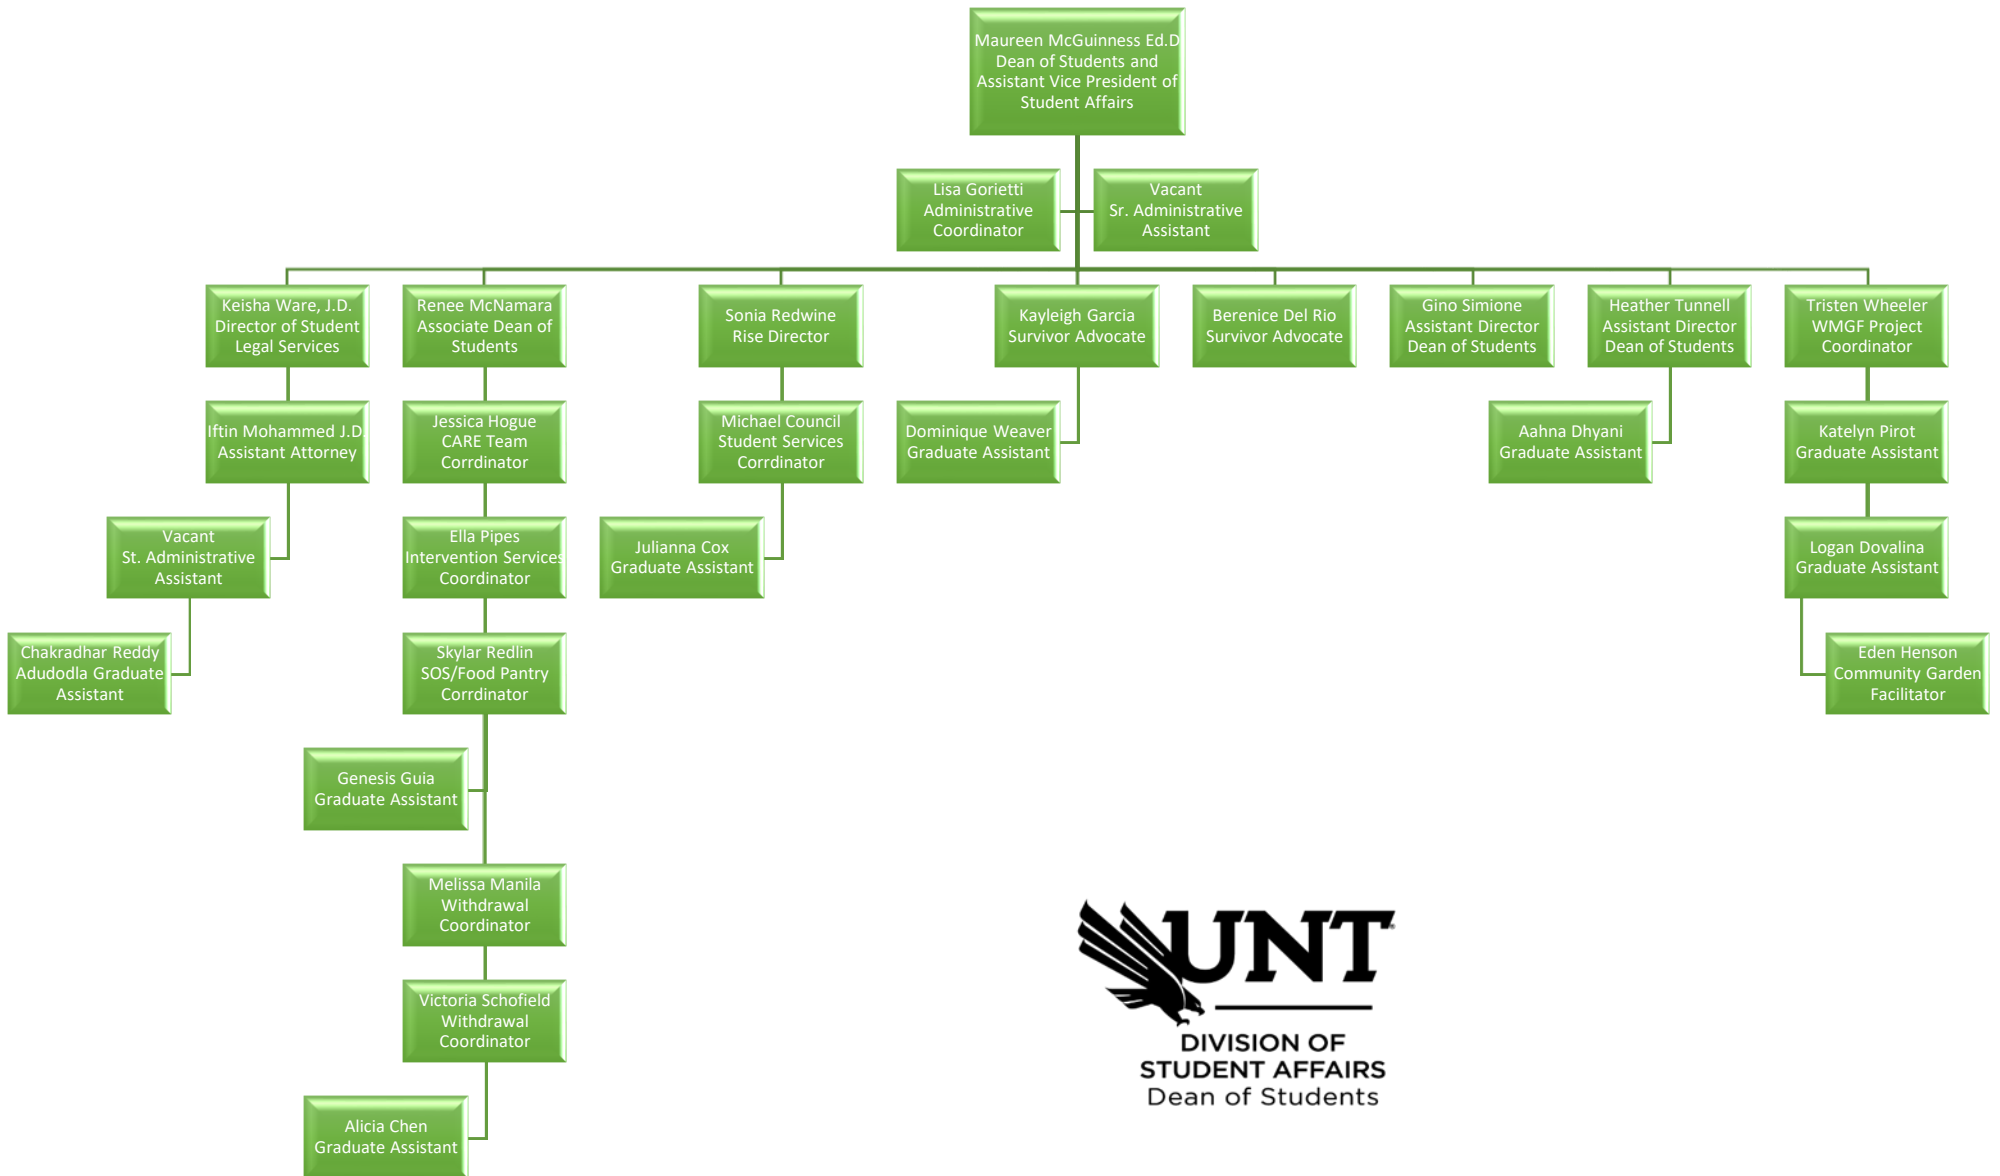 Maureen McGuinness Ed.D
Dean of Students and
Assistant Vice President of
Student Affairs
Lisa Gorietti
Administrative
Coordinator
Vacant
Sr. Administrative
Assistant
Keisha Ware, J.D.
Director of Student
Legal Services
Renee McNamara
Associate Dean of
Students
Sonia Redwine
Rise Director
Kayleigh Garcia
Survivor Advocate
Berenice Del Rio
Survivor Advocate
Gino Simione
Assistant Director
Dean of Students
Heather Tunnell
Assistant Director
Dean of Students
Tristen Wheeler
WMGF Project
Coordinator
Iftin Mohammed J.D
Assistant Attorney
Jessica Hogue
CARE Team
Corrdinator
Michael Council
Student Services
Corrdinator
Dominique Weaver
Graduate Assistant
Aahna Dhyani
Graduate Assistant
Katelyn Pirot
Graduate Assistant
Vacant
St. Administrative
Assistant
Ella Pipes
Intervention Services
Coordinator
Julianna Cox
Graduate Assistant
Logan Dovalina
Graduate Assistant
Chakradhar Reddy
Adudodla Graduate
Assistant
Skylar Redlin
SOS/Food Pantry
Corrdinator
Eden Henson
Community Garden
Facilitator
Genesis Guia
Graduate Assistant
Melissa Manila
Withdrawal
Coordinator
Victoria Schofield
Withdrawal
Coordinator
Alicia Chen
Graduate Assistant
UNT
DIVISION OF
STUDENT AFFAIRS
Dean of Students